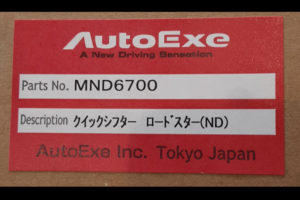 AutoExe
A New Driving Sensation
Parts No. MND6700
Description クイックシフター ロードスター(ND)
AutoExe Inc. Tokyo Japan